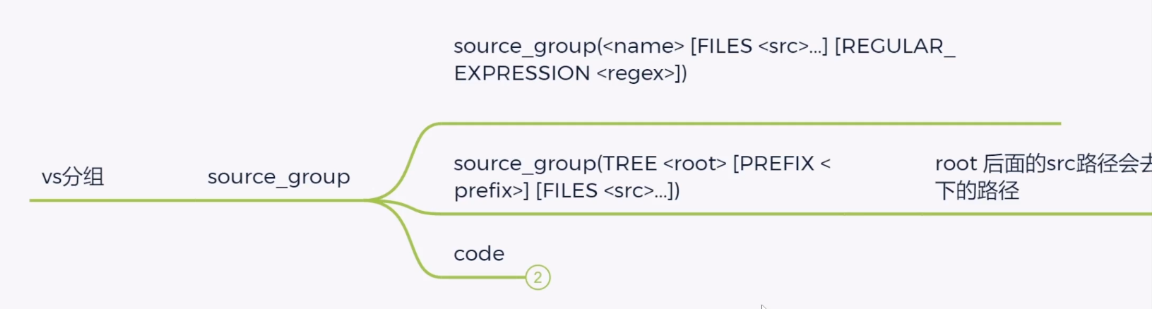 source_group(<name> [FILES <src>...] [REGULAR_
EXPRESSION <regex>])
vs分组
source_group
source_group(TREE <root> [PREFIX <
prefix>] [FILES <src>...])
root 后面的src路径会去
下的路径
code
2